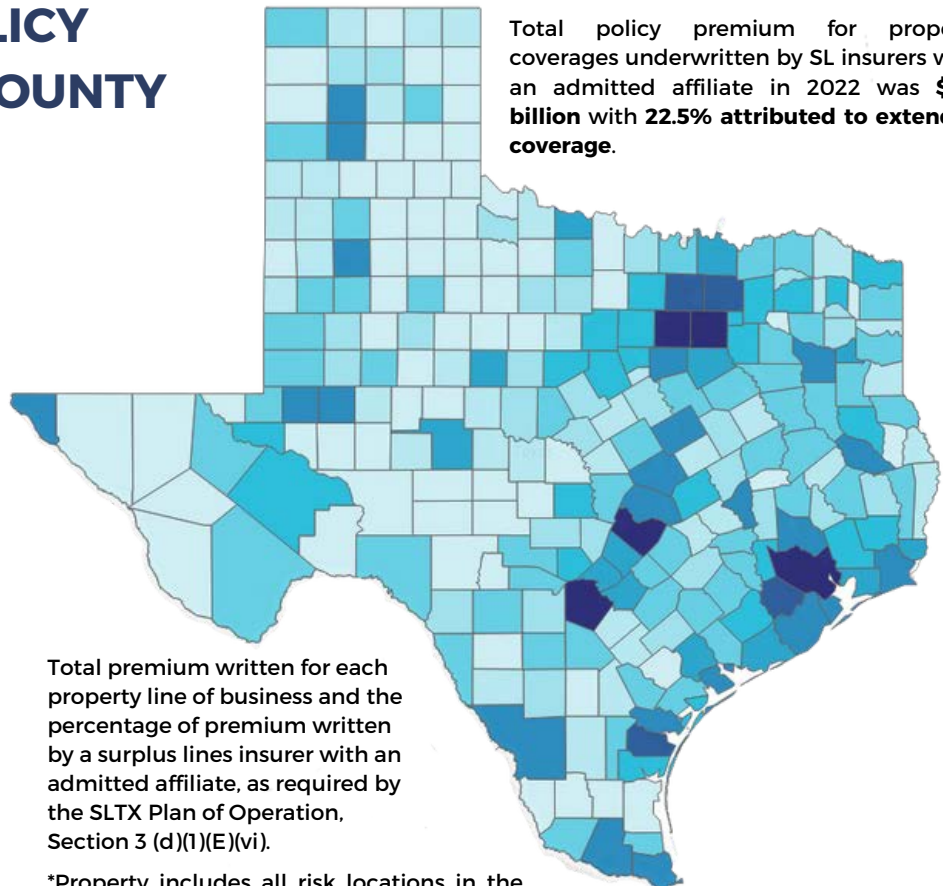 LICY
OUNTY
Total policy premium for prope
coverages underwritten by SL insurers w
an admitted affiliate in 2022 was $
billion with 22.5% attributed to extend
coverage.
Total premium written for each
property line of business and the
percentage of premium written
by a surplus lines insurer with an
admitted affiliate, as required by
the SLTX Plan of Operation,
Section 3 (d)(1)(E)(vi).
*Property includes all risk locations in the